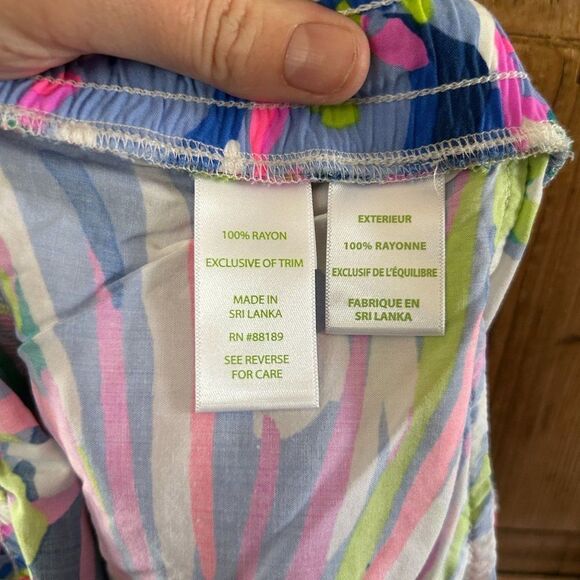 100% RAYON
EXCLUSIVE OF TRIM
MADE IN
SRI LANKA
RN #88189
SEE REVERSE
FOR CARE
EXTERIEUR
100% RAYONNE
EXCLUSIF DE L'ÉQUILIBRE
FABRIQUE EN
SRI LANKA